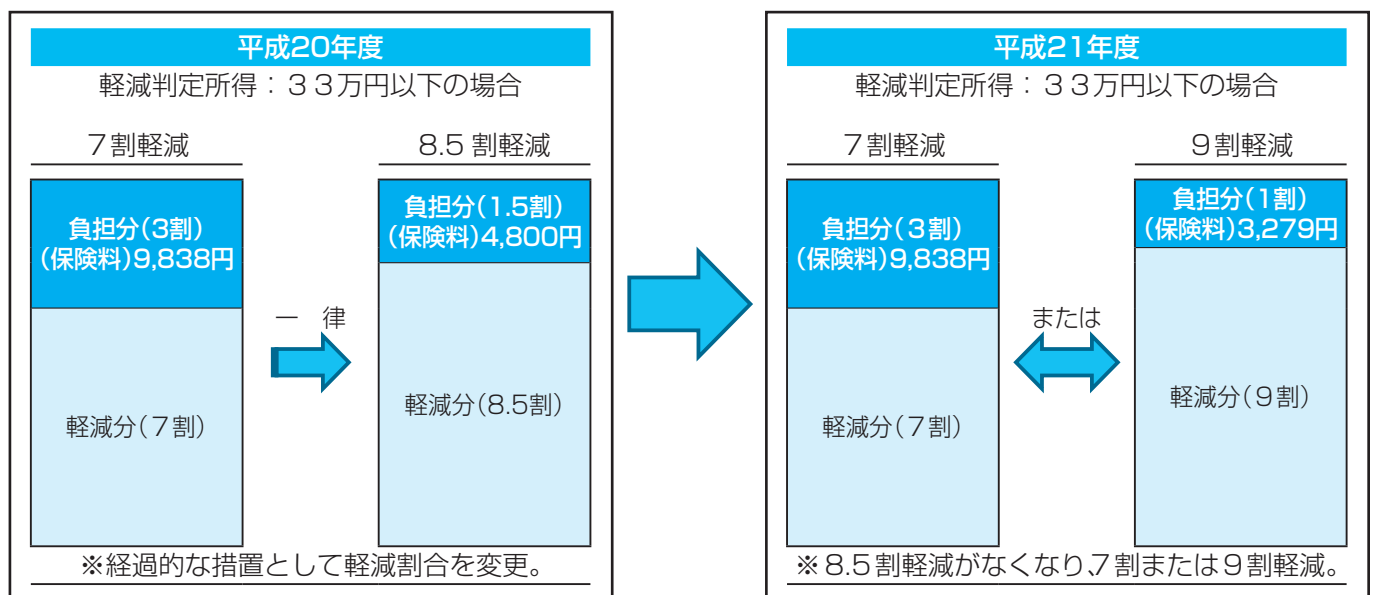 平成20年度
軽減判定所得：３３万円以下の場合
７割軽減
8.5 割軽減
負担分(3割)
(保険料)9,838円
負担分(1.5割)
(保険料)4,800円
一　律
軽減分(７割)
軽減分(8.5割)
※経過的な措置として軽減割合を変更。
平成21年度
軽減判定所得：３３万円以下の場合
７割軽減
９割軽減
負担分(３割)
(保険料)9,838円
負担分(１割)
(保険料)3,279円
または
軽減分(７割)
軽減分(９割)
※8.5割軽減がなくなり、7割または９割軽減。